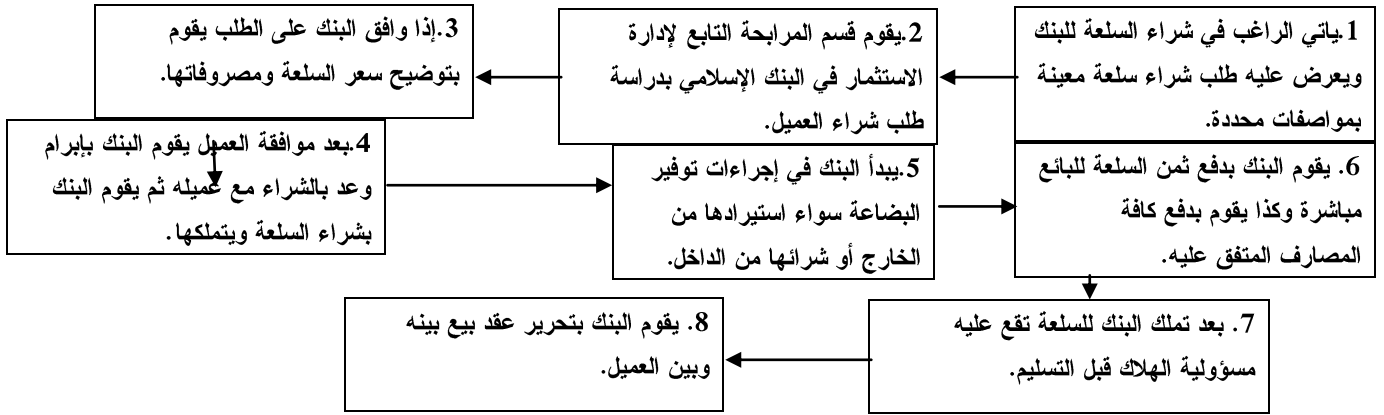 1.ياتي الراغب في شراء السلعة للبنك
ويعرض عليه طلب شراء سلعة معينة
بمواصفات محددة.
2.يقوم قسم المرابحة التابع لإدارة
الاستثمار في البنك الإسلامي بدراسة
طلب شراء العميل.
3.إذا وافق البنك على الطلب يقوم
بتوضيح سعر السلعة ومصروفاتها.
4.بعد موافقة العميل يقوم البنك بإبرام
وعد بالشراء مع عميله ثم يقوم البنك
بشراء السلعة ويتملكها.
5.يبدأ البنك في إجراءات توفير
البضاعة سواء استيرادها من
الخارج أو شرائها من الداخل.
6. يقوم البنك بدفع ثمن السلعة للبائع
مباشرة وكذا يقوم بدفع كافة
المصارف المتفق عليه.
7. بعد تملك البنك للسلعة تقع عليه
مسؤولية الهلاك قبل التسليم.
8. يقوم البنك بتحرير عقد بيع بينه
وبين العميل.